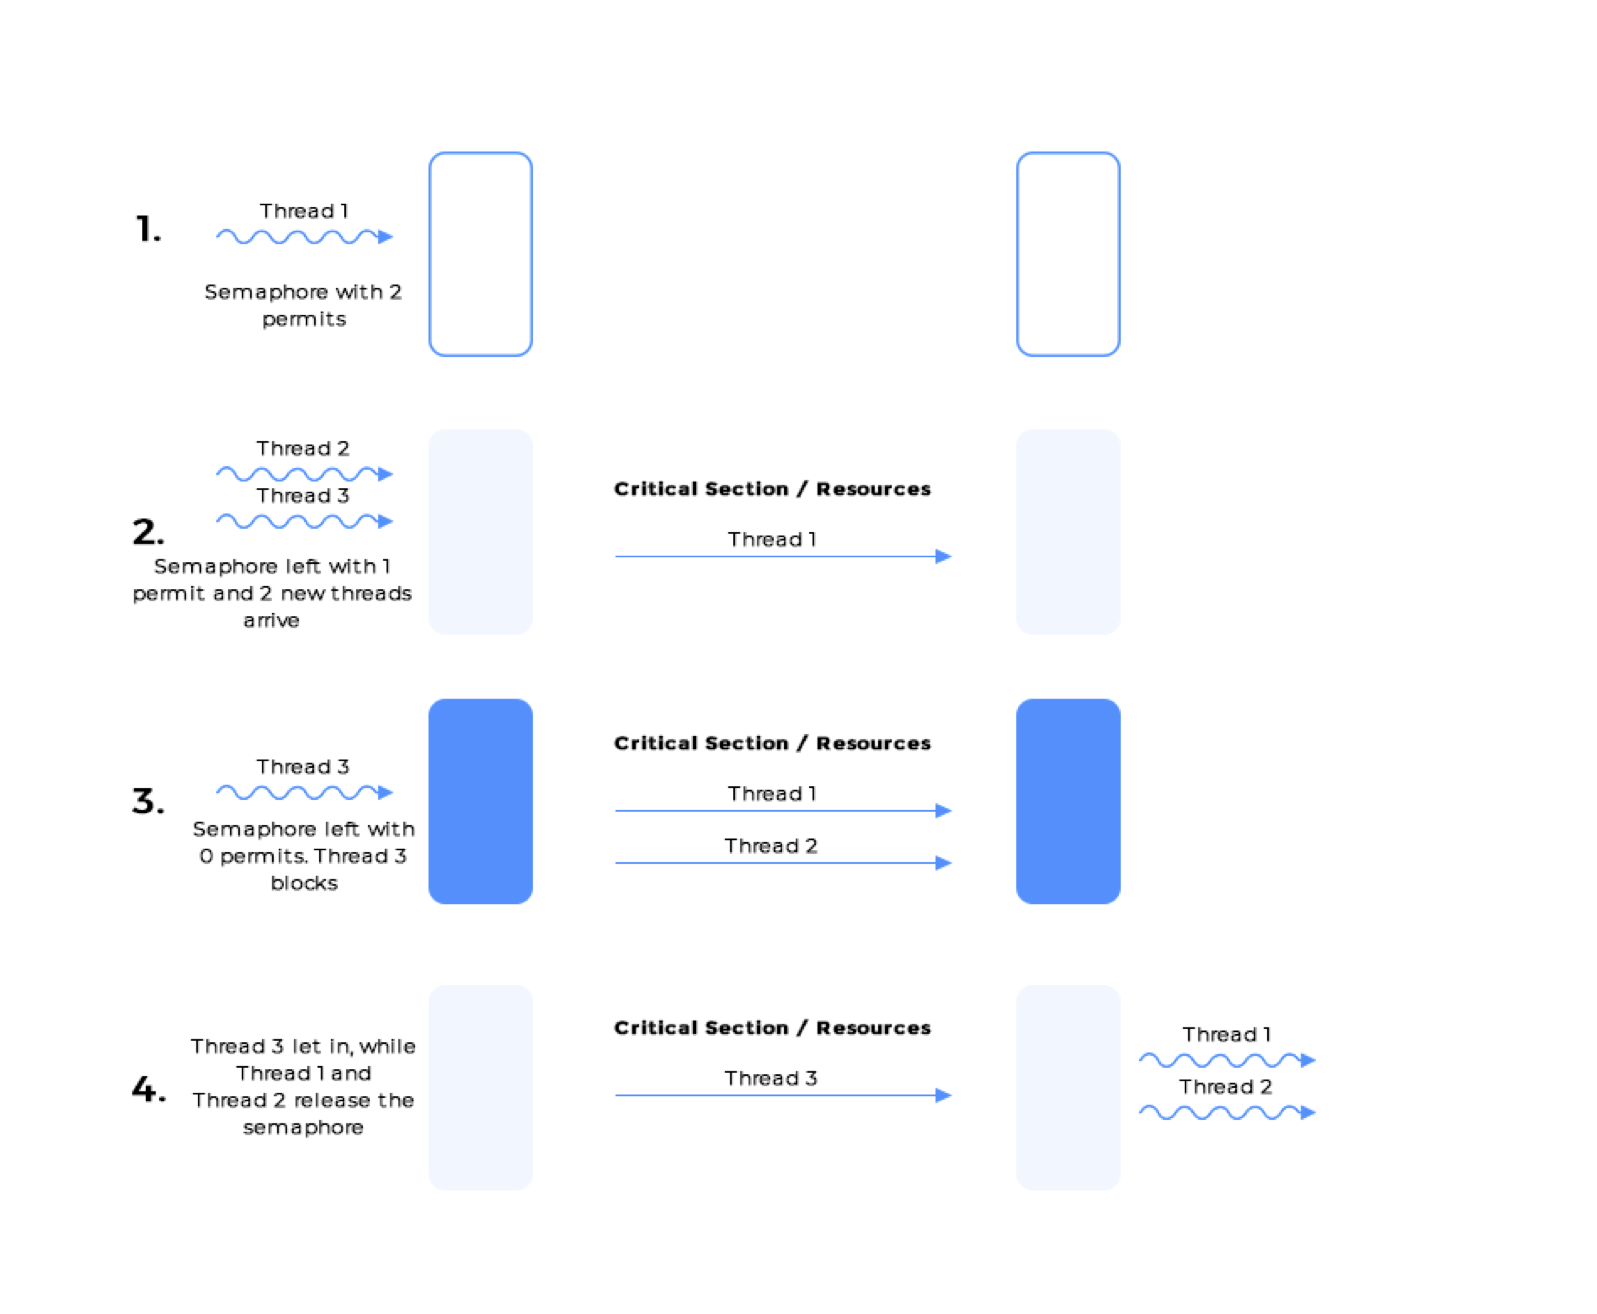 1.
Thread 1
Semaphore with 2
permits
2.
Thread 2
Thread 3
Semaphore left with 1
permit and 2 new threads
arrive
Critical Section / Resources
Thread 1
3.
Thread 3
Semaphore left with
0 permits. Thread 3
blocks
Critical Section / Resources
Thread 1
Thread 2
4.
Thread 3 let in, while
Thread 1 and
Thread 2 release the
semaphore
Critical Section / Resources
Thread 3
Thread 1
Thread 2